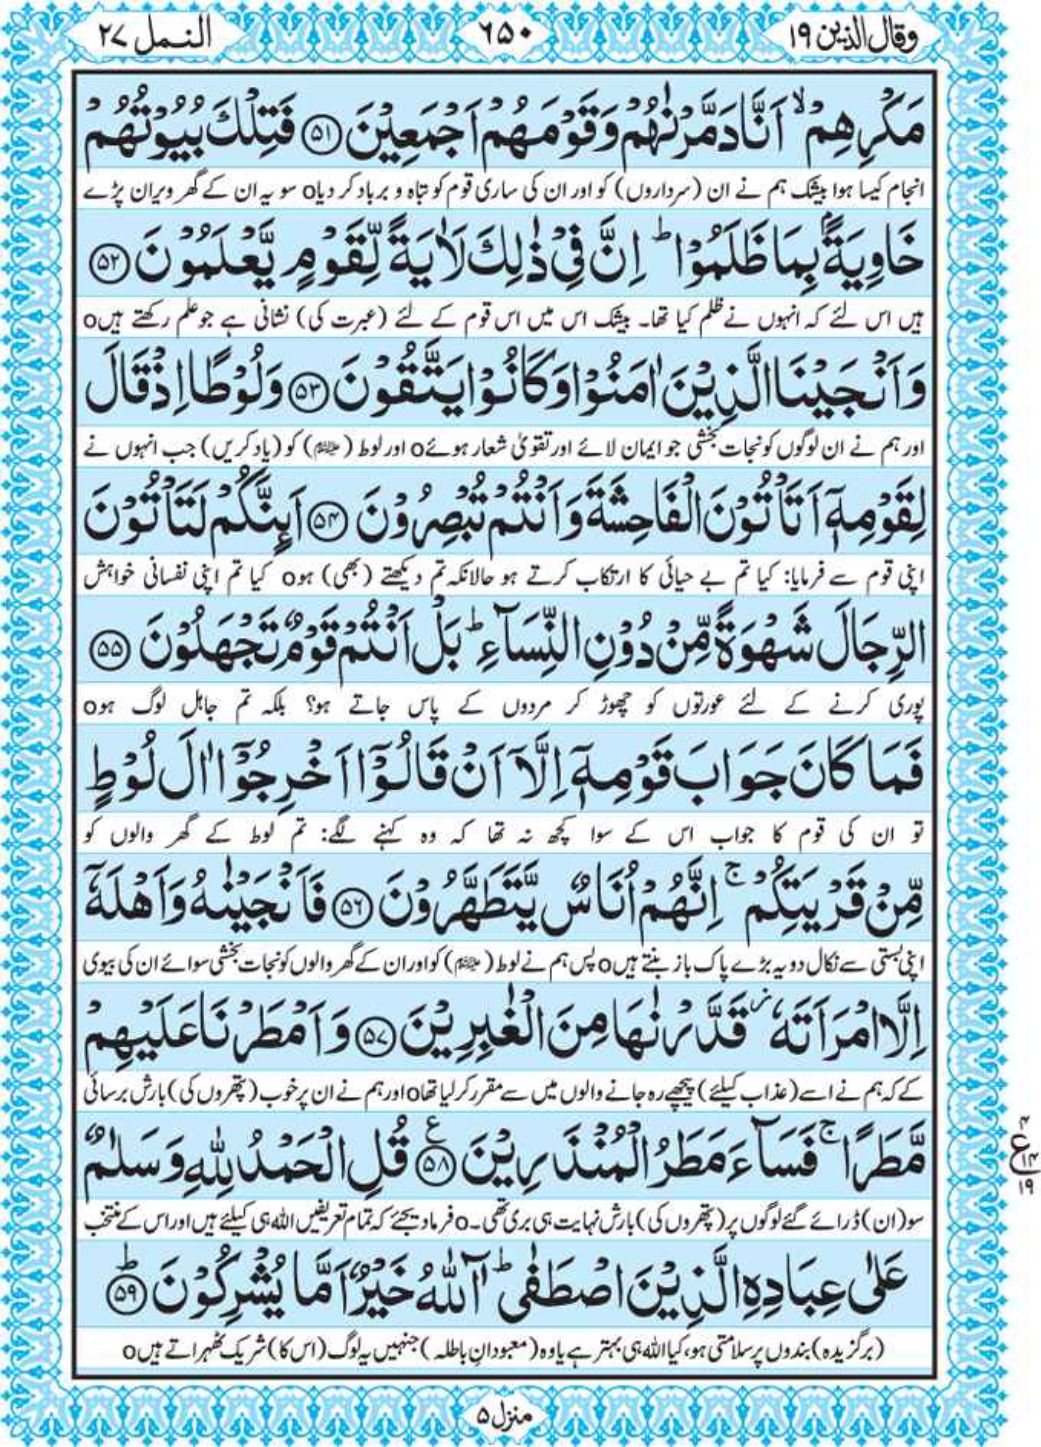 وقال الذین ۱۹ ۶۵۰ النمل ۲۷
مَكْرِهِمْ ۙ اَنَّا دَمَّرْنٰهُمْ وَقَوْمَهُمْ اَجْمَعِيْنَ ﴿۵۱﴾ فَتِلْكَ بُيُوْتُهُمْ
انجام کیسا ہوا بیشک ہم نے ان (سرداروں) کو اور ان کی ساری قوم کو تباہ و برباد کر دیاo سو یہ ان کے گھر ویران پڑے
خَاوِيَةًۢ بِمَا ظَلَمُوْا ؕ اِنَّ فِيْ ذٰلِكَ لَاٰيَةً لِّقَوْمٍ يَّعْلَمُوْنَ ﴿۵۲﴾
ہیں اس لئے کہ انہوں نے ظلم کیا تھا۔ بیشک اس میں اس قوم کے لئے (عبرت کی) نشانی ہے جو علم رکھتے ہیںo
وَاَنْجَيْنَا الَّذِيْنَ اٰمَنُوْا وَكَانُوْا يَتَّقُوْنَ ﴿۵۳﴾ وَلُوْطًا اِذْ قَالَ
اور ہم نے ان لوگوں کو نجات بخشی جو ایمان لائے اور تقویٰ شعار ہوئےo اور لوط (علیہ السلام) کو (یاد کریں) جب انہوں نے
لِقَوْمِهٖۤ اَتَاْتُوْنَ الْفَاحِشَةَ وَاَنْتُمْ تُبْصِرُوْنَ ﴿۵۴﴾ اَئِنَّكُمْ لَتَاْتُوْنَ
اپنی قوم سے فرمایا: کیا تم بے حیائی کا ارتکاب کرتے ہو حالانکہ تم دیکھتے (بھی) ہوo کیا تم اپنی نفسانی خواہش
الرِّجَالَ شَهْوَةً مِّنْ دُوْنِ النِّسَآءِ ؕ بَلْ اَنْتُمْ قَوْمٌ تَجْهَلُوْنَ ﴿۵۵﴾
پوری کرنے کے لئے عورتوں کو چھوڑ کر مردوں کے پاس جاتے ہو؟ بلکہ تم جاہل لوگ ہوo
فَمَا كَانَ جَوَابَ قَوْمِهٖۤ اِلَّاۤ اَنْ قَالُوْۤا اَخْرِجُوْۤا اٰلَ لُوْطٍ
تو ان کی قوم کا جواب اس کے سوا کچھ نہ تھا کہ وہ کہنے لگے: تم لوط کے گھر والوں کو
مِّنْ قَرْيَتِكُمْ ۚ اِنَّهُمْ اُنَاسٌ يَّتَطَهَّرُوْنَ ﴿۵۶﴾ فَاَنْجَيْنٰهُ وَاَهْلَهٗۤ
اپنی بستی سے نکال دو یہ بڑے پاک باز بنتے ہیںo پس ہم نے لوط (علیہ السلام) کو اور ان کے گھر والوں کو نجات بخشی سوائے ان کی بیوی
اِلَّا امْرَاَتَهٗ ؗ قَدَّرْنٰهَا مِنَ الْغٰبِرِيْنَ ﴿۵۷﴾ وَاَمْطَرْنَا عَلَيْهِمْ
کے کہ ہم نے اسے (عذاب کیلئے) پیچھے رہ جانے والوں میں سے مقرر کر لیا تھاo اور ہم نے ان پر خوب (پتھروں کی) بارش برسائی
مَّطَرًا ۚ فَسَآءَ مَطَرُ الْمُنْذَرِيْنَ ﴿۵۸﴾ ع قُلِ الْحَمْدُ لِلّٰهِ وَسَلٰمٌ
سو (ان) ڈرائے گئے لوگوں پر (پتھروں کی) بارش نہایت ہی بری تھی۔o فرما دیجئے کہ تمام تعریفیں اللہ ہی کیلئے ہیں اور اس کے منتخب
عَلٰى عِبَادِهِ الَّذِيْنَ اصْطَفٰى ؕ آٰللّٰهُ خَيْرٌ اَمَّا يُشْرِكُوْنَ ﴿۵۹﴾ ؕ
(برگزیدہ) بندوں پر سلامتی ہو، کیا اللہ ہی بہتر ہے یا وہ (معبودانِ باطلہ) جنہیں یہ لوگ (اس کا) شریک ٹھہراتے ہیںo
۴
ع ۱۴
۱۹
منزل ۵